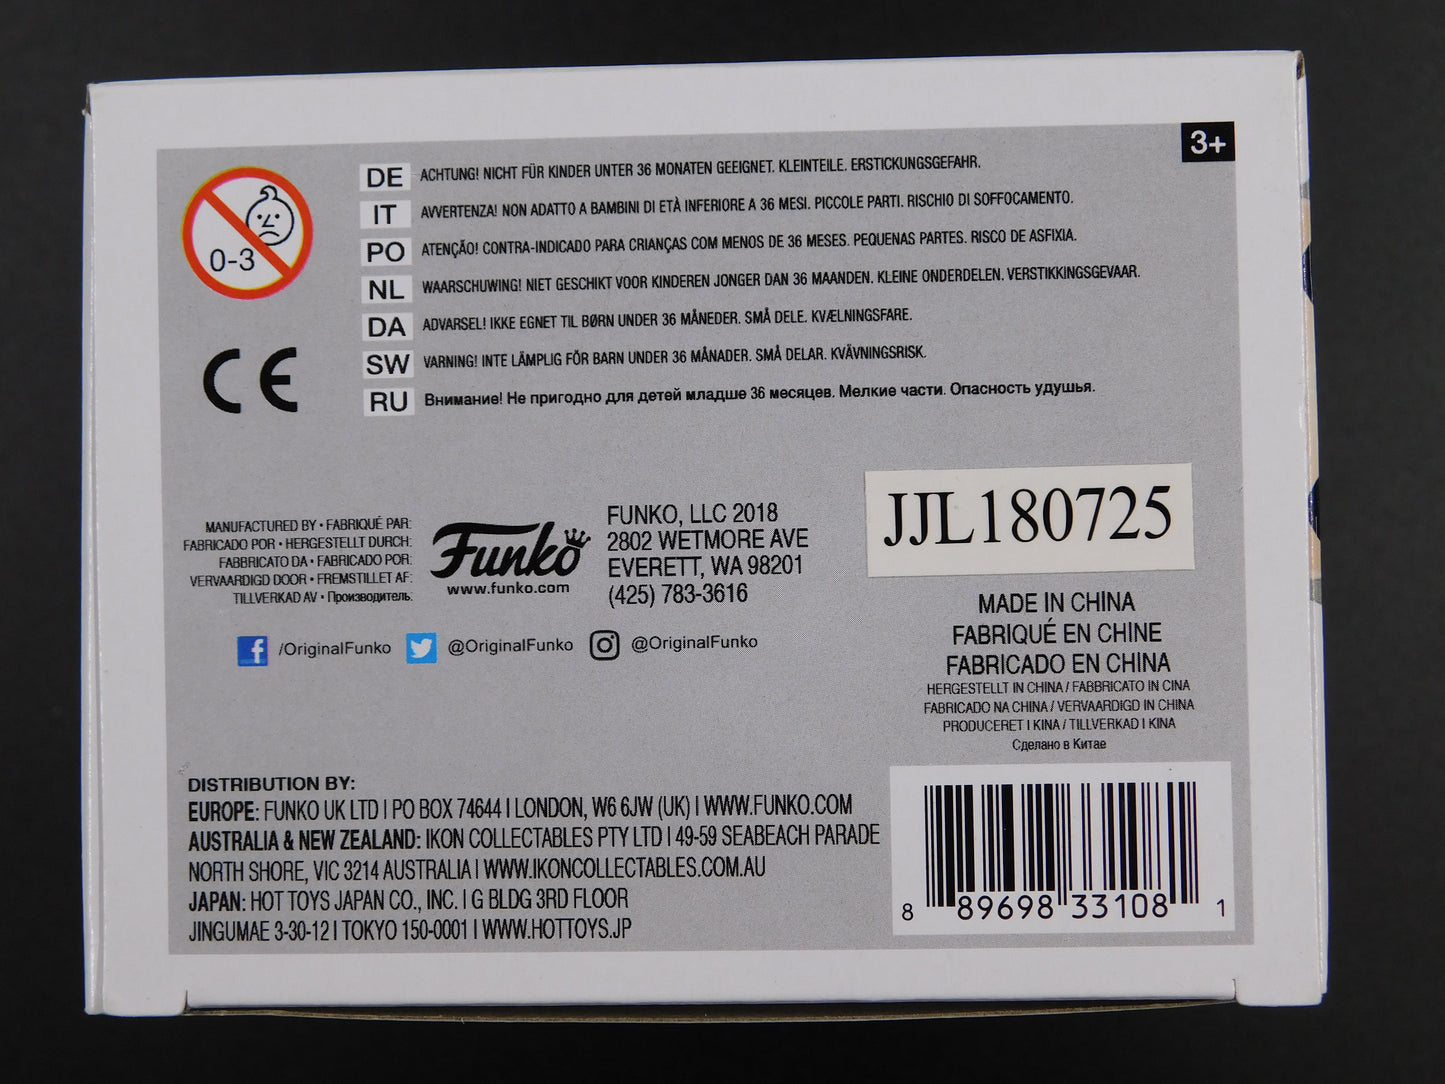 3+
0-3
DE ACHTUNG! NICHT FÜR KINDER UNTER 36 MONATEN GEEIGNET. KLEINTEILE. ERSTICKUNGSGEFAHR.
IT AVVERTENZA! NON ADATTO A BAMBINI DI ETÀ INFERIORE A 36 MESI. PICCOLE PARTI. RISCHIO DI SOFFOCAMENTO.
PO ATENÇÃO! CONTRA-INDICADO PARA CRIANÇAS COM MENOS DE 36 MESES. PEQUENAS PARTES. RISCO DE ASFIXIA.
NL WAARSCHUWING! NIET GESCHIKT VOOR KINDEREN JONGER DAN 36 MAANDEN. KLEINE ONDERDELEN. VERSTIKKINGSGEVAAR.
DA ADVARSEL! IKKE EGNET TIL BØRN UNDER 36 MÅNEDER. SMÅ DELE. KVÆLNINGSFARE.
SW VARNING! INTE LÄMPLIG FÖR BARN UNDER 36 MÅNADER. SMÅ DELAR. KVÄVNINGSRISK.
RU Внимание! Не пригодно для детей младше 36 месяцев. Мелкие части. Опасность удушья.
CE
MANUFACTURED BY • FABRIQUÉ PAR:
FABRICADO POR • HERGESTELLT DURCH:
FABBRICATO DA • FABRICADO POR:
VERVAARDIGD DOOR • FREMSTILLET AF:
TILLVERKAD AV • Производитель:
Funko
www.funko.com
FUNKO, LLC 2018
2802 WETMORE AVE
EVERETT, WA 98201
(425) 783-3616
/OriginalFunko @OriginalFunko @OriginalFunko
JJL180725
MADE IN CHINA
FABRIQUÉ EN CHINE
FABRICADO EN CHINA
HERGESTELLT IN CHINA / FABBRICATO IN CINA
FABRICADO NA CHINA / VERVAARDIGD IN CHINA
PRODUCERET I KINA / TILLVERKAD I KINA
Сделано в Китае
DISTRIBUTION BY:
EUROPE: FUNKO UK LTD | PO BOX 74644 | LONDON, W6 6JW (UK) | WWW.FUNKO.COM
AUSTRALIA & NEW ZEALAND: IKON COLLECTABLES PTY LTD | 49-59 SEABEACH PARADE
NORTH SHORE, VIC 3214 AUSTRALIA | WWW.IKONCOLLECTABLES.COM.AU
JAPAN: HOT TOYS JAPAN CO., INC. | G BLDG 3RD FLOOR
JINGUMAE 3-30-12 | TOKYO 150-0001 | WWW.HOTTOYS.JP
8 89698 33108 1